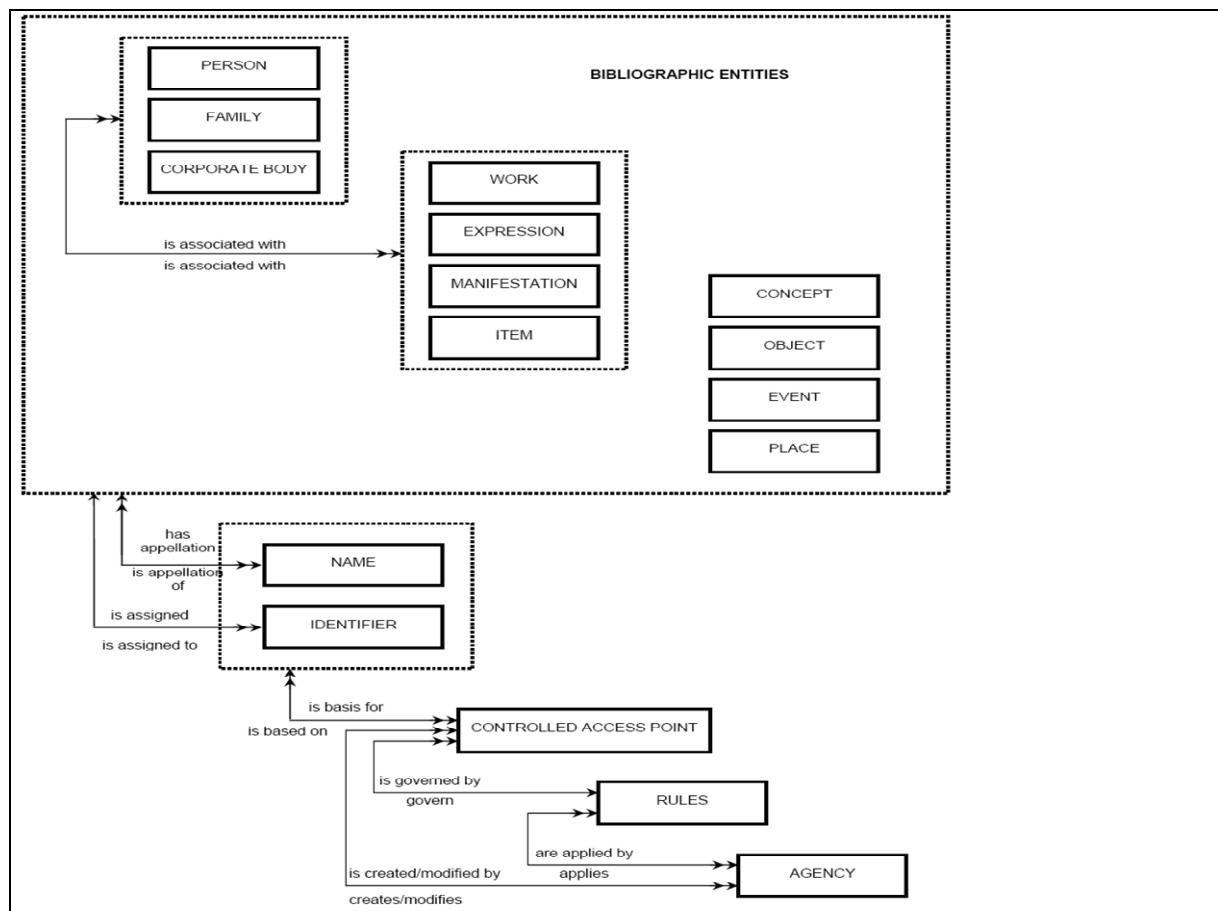 BIBLIOGRAPHIC ENTITIES
PERSON
FAMILY
CORPORATE BODY
WORK
EXPRESSION
MANIFESTATION
ITEM
is associated with
is associated with
CONCEPT
OBJECT
EVENT
PLACE
has
appellation
is appellation
of
is assigned
is assigned to
NAME
IDENTIFIER
is basis for
is based on
CONTROLLED ACCESS POINT
is governed by
govern
RULES
are applied by
applies
is created/modified by
creates/modifies
AGENCY